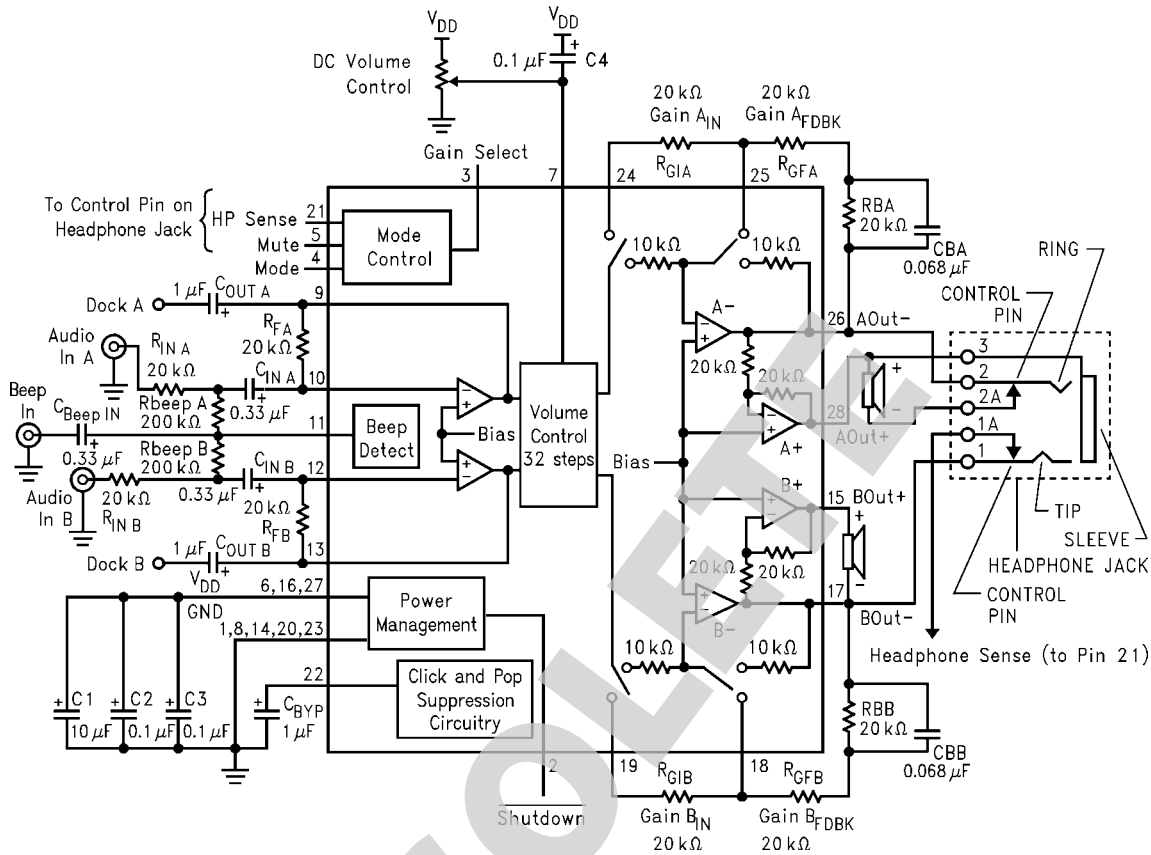 VDD
DC Volume
Control
VDD
0.1 μF
+
C4
Gain Select
3
7
20 kΩ
Gain AIN
RGIA
24
20 kΩ
Gain AFDBK
RGFA
25
To Control Pin on
Headphone Jack
HP Sense
21
Mute
5
Mode
4
Mode
Control
RBA
20 kΩ
CBA
0.068 μF
RING
CONTROL
PIN
10 kΩ
10 kΩ
Dock A
1 μF
COUT A
+
9
RFA
20 kΩ
Audio
In A
RIN A
20 kΩ
CIN A
+
0.33 μF
10
Beep
In
CBeep IN
+
0.33 μF
Rbeep A
200 kΩ
11
Beep
Detect
Rbeep B
200 kΩ
CIN B
+
0.33 μF
12
Audio
In B
20 kΩ
RIN B
20 kΩ
RFB
Dock B
1 μF
COUT B
+
13
−
+
Bias
+
−
Volume
Control
32 steps
A−
−
+
20 kΩ
20 kΩ
−
+
A+
26
AOut−
28
AOut+
+
−
3
2
2A
1A
1
Bias
B+
+
−
20 kΩ
20 kΩ
+
−
B−
15
BOut+
+
−
17
BOut−
TIP
SLEEVE
HEADPHONE JACK
CONTROL
PIN
Headphone Sense (to Pin 21)
10 kΩ
10 kΩ
VDD
6,16,27
GND
1,8,14,20,23
Power
Management
22
Click and Pop
Suppression
Circuitry
+
C1
10 μF
+
C2
0.1 μF
+
C3
0.1 μF
+
CBYP
1 μF
2
Shutdown
19
RGIB
Gain BIN
20 kΩ
18
RGFB
Gain BFDBK
20 kΩ
RBB
20 kΩ
CBB
0.068 μF
OLETE